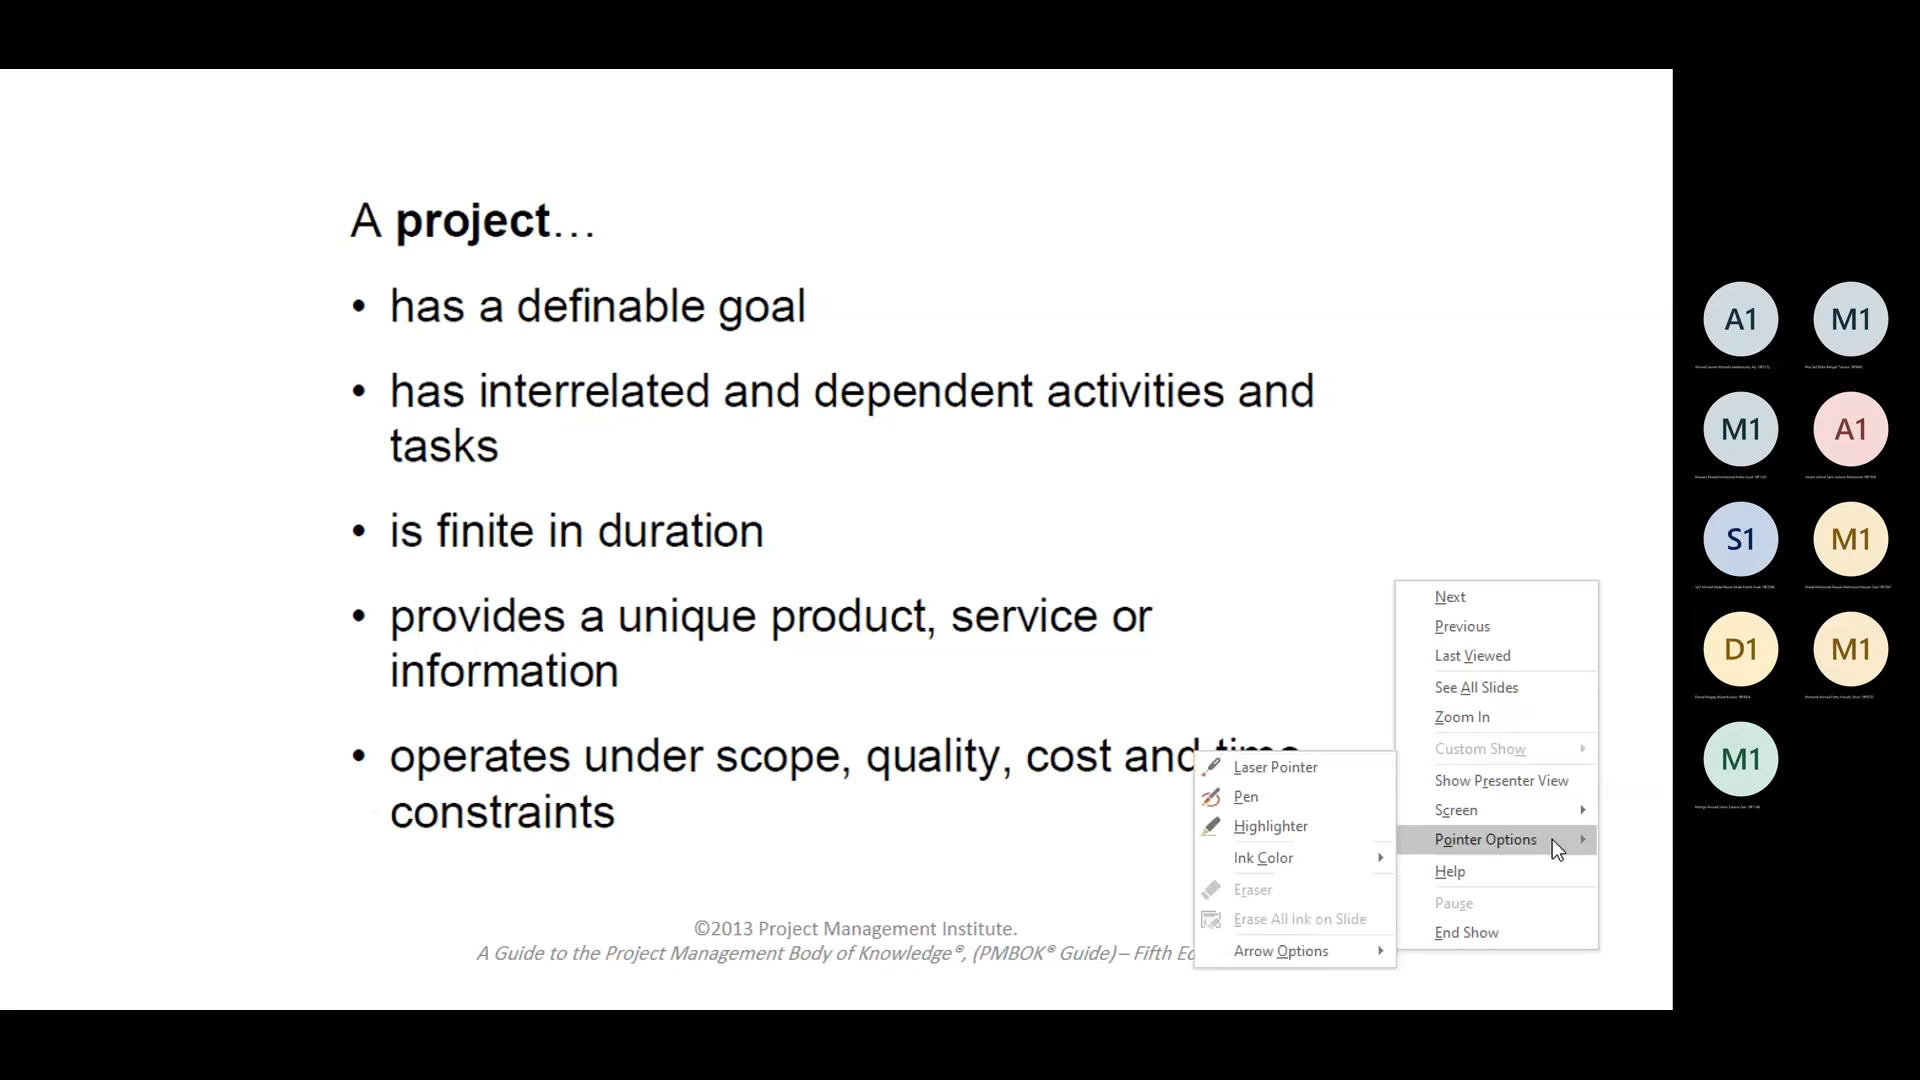 A project...
• has a definable goal
• has interrelated and dependent activities and
tasks
• is finite in duration
• provides a unique product, service or
information
• operates under scope, quality, cost and time
constraints
©2013 Project Management Institute.
A Guide to the Project Management Body of Knowledge®, (PMBOK® Guide) – Fifth
Next
Previous
Last Viewed
See All Slides
Zoom In
Custom Show
Show Presenter View
Screen
Pointer Options
Help
Pause
End Show
Laser Pointer
Pen
Highlighter
Ink Color
Eraser
Erase All Ink on Slide
Arrow Options
A1 M1
M1 A1
S1 M1
D1 M1
M1